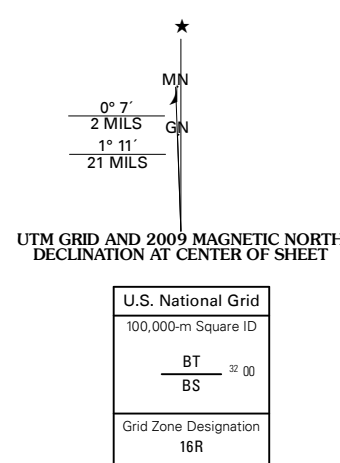 ★
MN
0° 7´
2 MILS
GN
1° 11´
21 MILS
UTM GRID AND 2009 MAGNETIC NORTH
DECLINATION AT CENTER OF SHEET
U.S. National Grid
100,000-m Square ID
BT
32 00
BS
Grid Zone Designation
16R